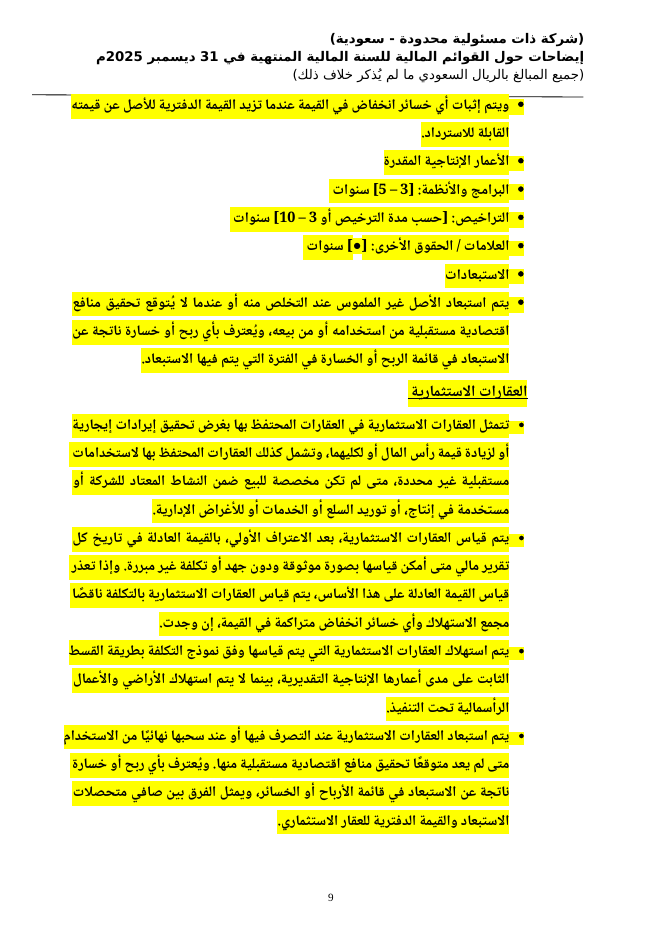 (شركة ذات مسئولية محدودة - سعودية)
إيضاحات حول القوائم المالية للسنة المالية المنتهية في 31 ديسمبر 2025م
(جميع المبالغ بالريال السعودي ما لم يُذكر خلاف ذلك)
• ويتم إثبات أي خسائر انخفاض في القيمة عندما تزيد القيمة الدفترية للأصل عن قيمته
القابلة للاسترداد.
• الأعمار الإنتاجية المقدرة
• البرامج والأنظمة: [3 – 5] سنوات
• التراخيص: [حسب مدة الترخيص أو 3 – 10] سنوات
• العلامات / الحقوق الأخرى: [●] سنوات
• الاستبعادات
• يتم استبعاد الأصل غير الملموس عند التخلص منه أو عندما لا يُتوقع تحقيق منافع
اقتصادية مستقبلية من استخدامه أو من بيعه، ويُعترف بأي ربح أو خسارة ناتجة عن
الاستبعاد في قائمة الربح أو الخسارة في الفترة التي يتم فيها الاستبعاد.
العقارات الاستثمارية
• تتمثل العقارات الاستثمارية في العقارات المحتفظ بها بغرض تحقيق إيرادات إيجارية
أو لزيادة قيمة رأس المال أو لكليهما، وتشمل كذلك العقارات المحتفظ بها لاستخدامات
مستقبلية غير محددة، متى لم تكن مخصصة للبيع ضمن النشاط المعتاد للشركة أو
مستخدمة في إنتاج، أو توريد السلع أو الخدمات أو للأغراض الإدارية.
• يتم قياس العقارات الاستثمارية، بعد الاعتراف الأولي، بالقيمة العادلة في تاريخ كل
تقرير مالي متى أمكن قياسها بصورة موثوقة ودون جهد أو تكلفة غير مبررة. وإذا تعذر
قياس القيمة العادلة على هذا الأساس، يتم قياس العقارات الاستثمارية بالتكلفة ناقصًا
مجمع الاستهلاك وأي خسائر انخفاض متراكمة في القيمة، إن وجدت.
• يتم استهلاك العقارات الاستثمارية التي يتم قياسها وفق نموذج التكلفة بطريقة القسط
الثابت على مدى أعمارها الإنتاجية التقديرية، بينما لا يتم استهلاك الأراضي والأعمال
الرأسمالية تحت التنفيذ.
• يتم استبعاد العقارات الاستثمارية عند التصرف فيها أو عند سحبها نهائيًا من الاستخدام
متى لم يعد متوقعًا تحقيق منافع اقتصادية مستقبلية منها. ويُعترف بأي ربح أو خسارة
ناتجة عن الاستبعاد في قائمة الأرباح أو الخسائر، ويمثل الفرق بين صافي متحصلات
الاستبعاد والقيمة الدفترية للعقار الاستثماري.
9